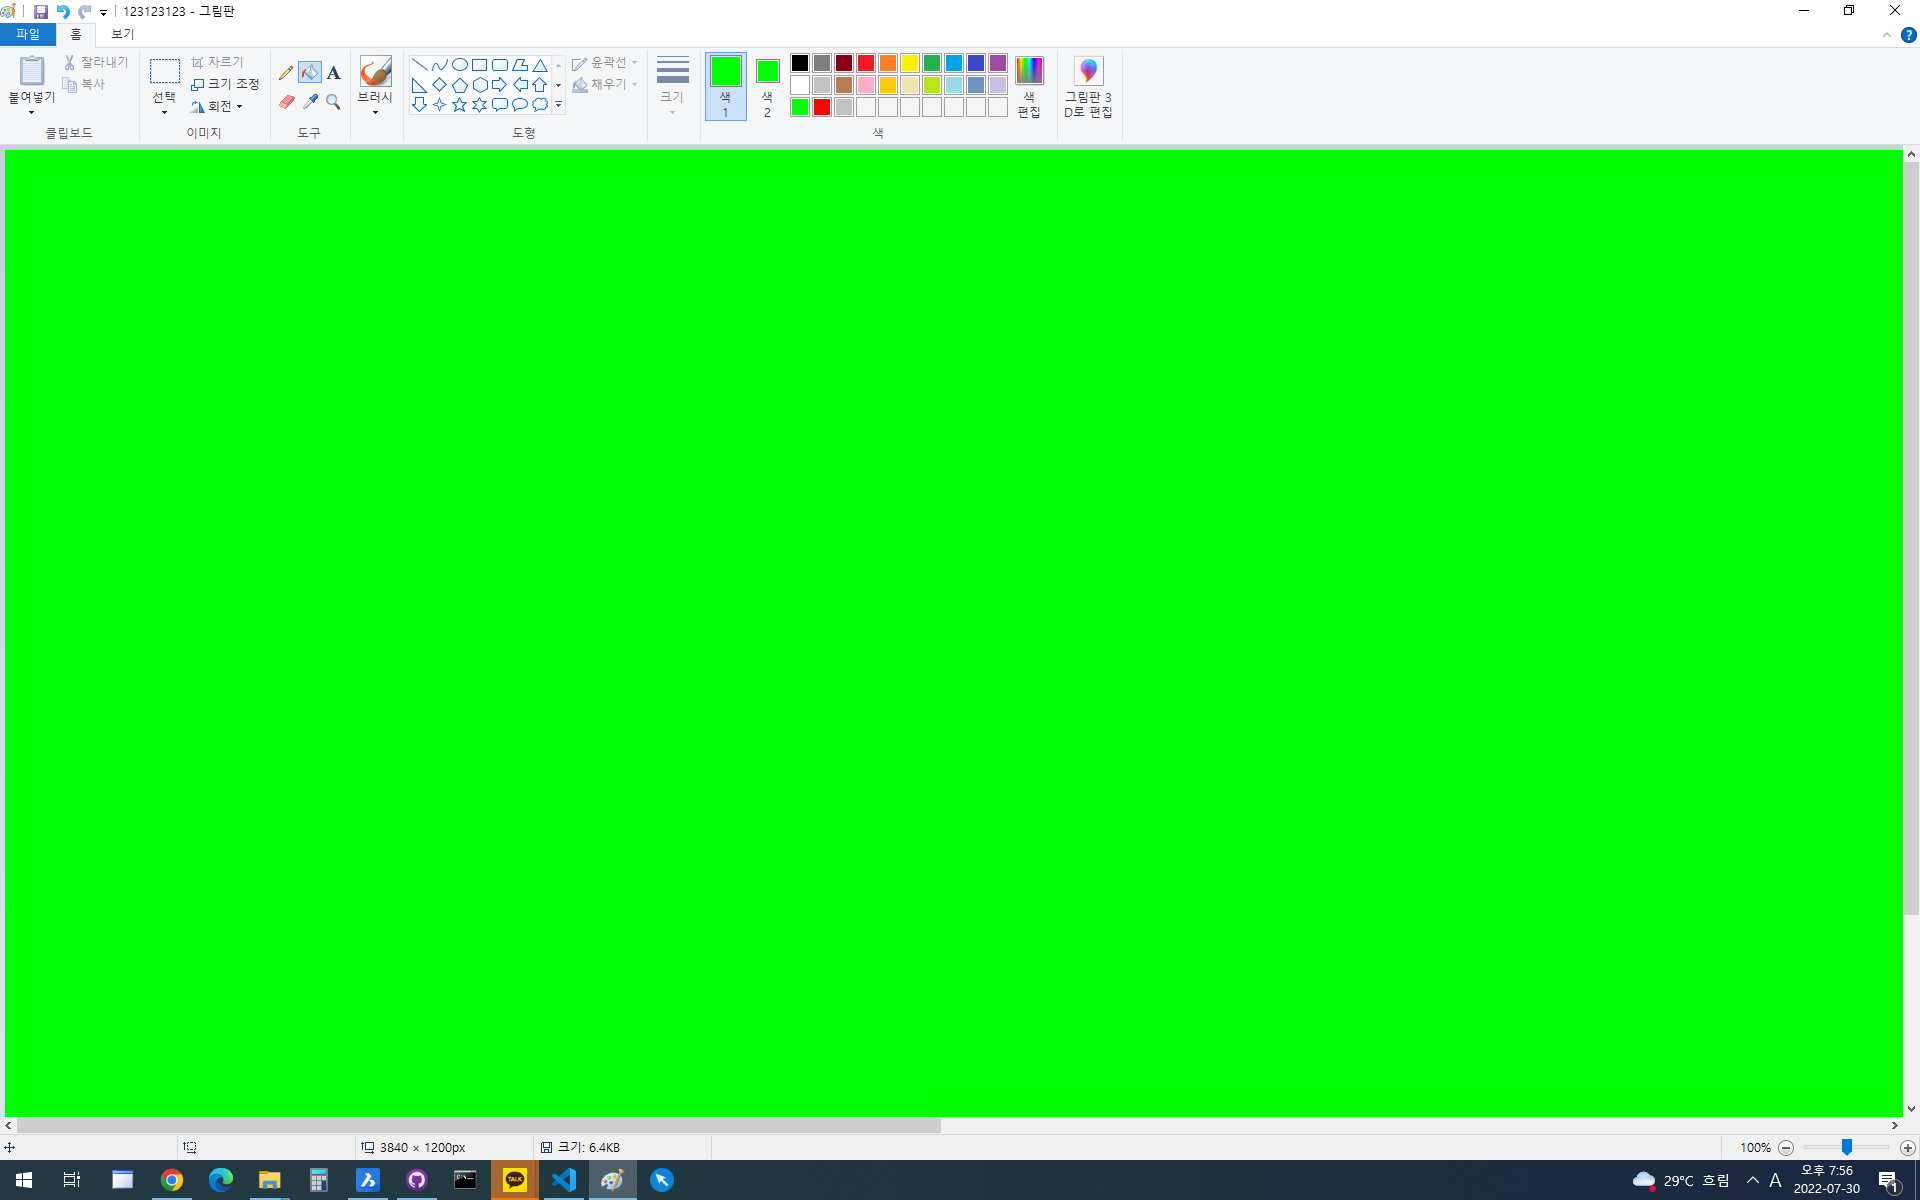 123123123 - 그림판
파일 홈 보기
붙여넣기
잘라내기
복사
클립보드
선택
자르기
크기 조정
회전
이미지
A
도구
브러시
윤곽선
채우기
도형
크기
색
1
색
2
색
편집
색
그림판 3
D로 편집
3840 × 1200px
크기: 6.4KB
100%
TALK
29°C 흐림
A
오후 7:56
2022-07-30
1